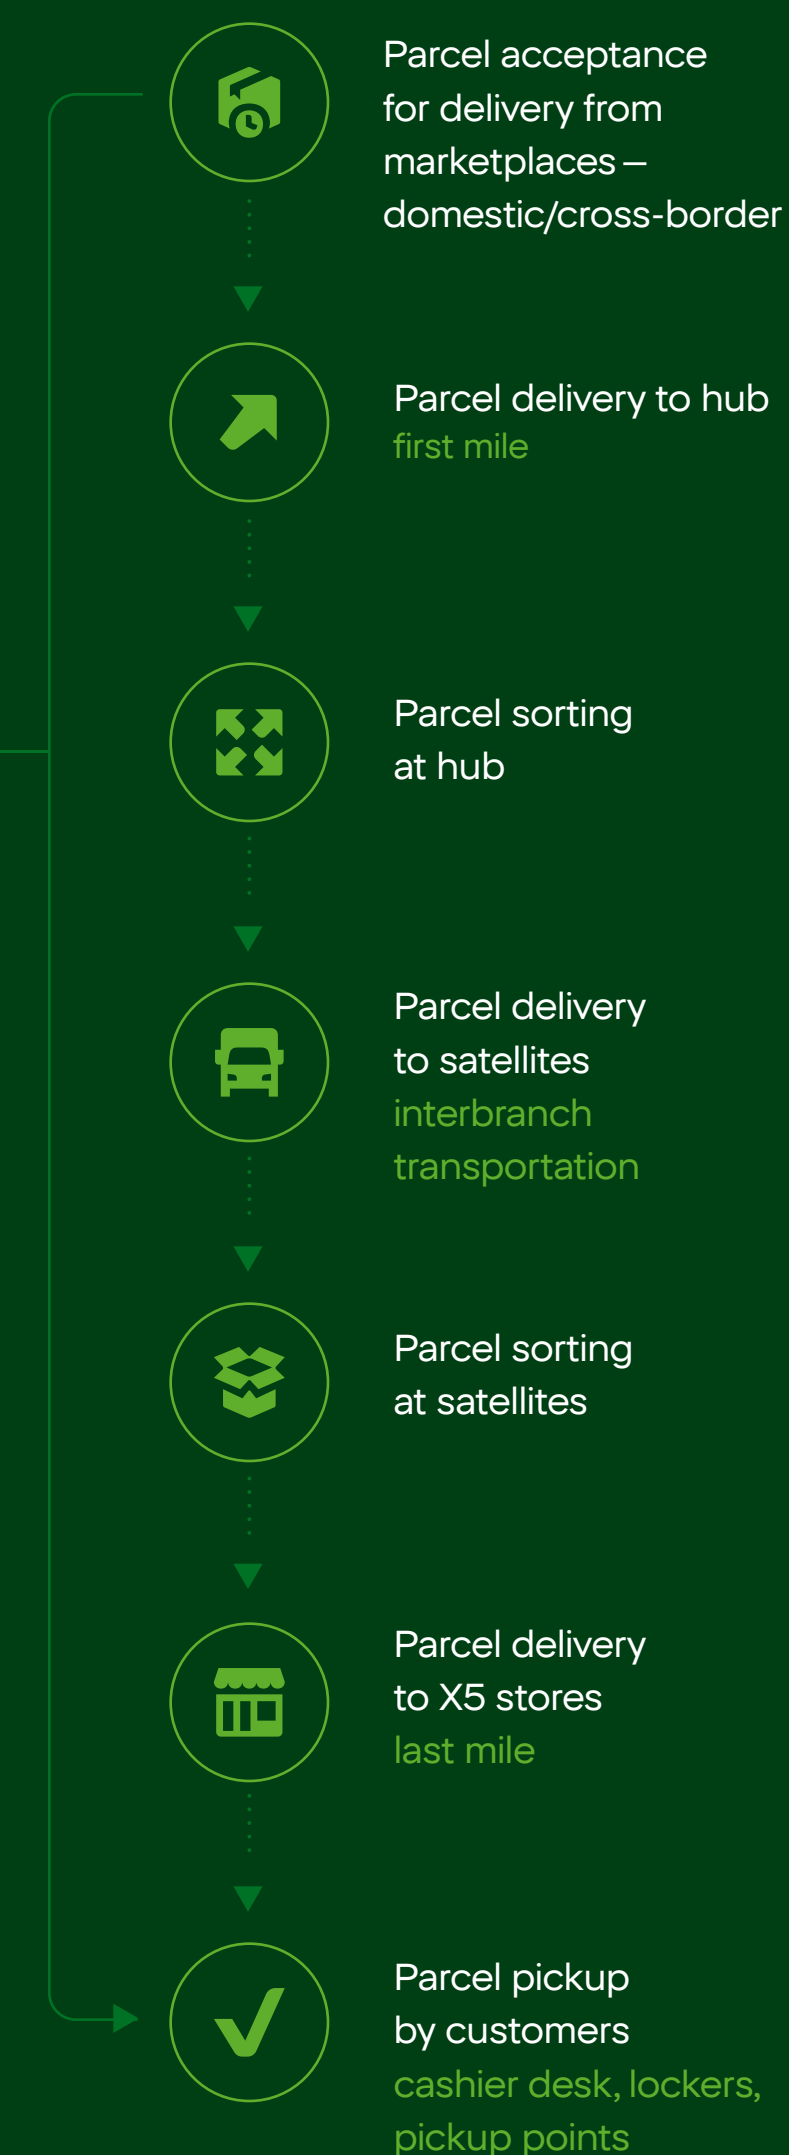 Parcel acceptance
for delivery from
marketplaces –
domestic/cross-border
Parcel delivery to hub
first mile
Parcel sorting
at hub
Parcel delivery
to satellites
interbranch
transportation
Parcel sorting
at satellites
Parcel delivery
to X5 stores
last mile
Parcel pickup
by customers
cashier desk, lockers,
pickup points